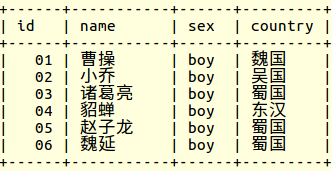 +------+-----------+------+---------+
| id | name | sex | country |
+------+-----------+------+---------+
| 01 | 曹操 | boy | 魏国 |
| 02 | 小乔 | boy | 吴国 |
| 03 | 诸葛亮 | boy | 蜀国 |
| 04 | 貂蝉 | boy | 东汉 |
| 05 | 赵子龙 | boy | 蜀国 |
| 06 | 魏延 | boy | 蜀国 |
+------+-----------+------+---------+